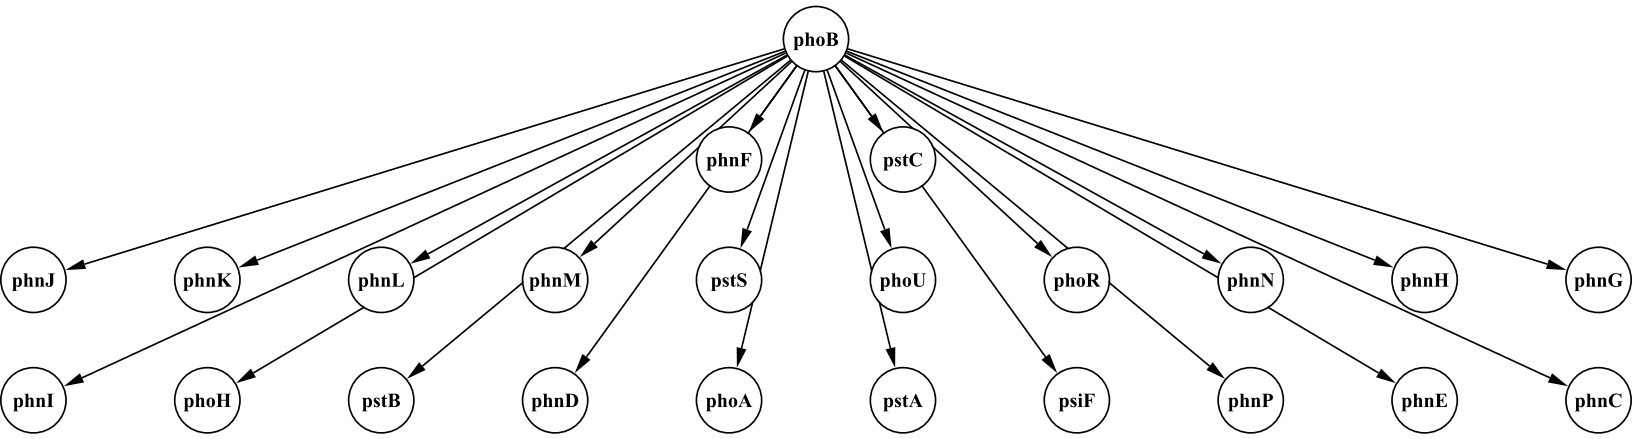 phoB
phnF pstC
phnJ phnK phnL phnM pstS phoU phoR phnN phnH phnG
phnI phoH pstB phnD phoA pstA psiF phnP phnE phnC